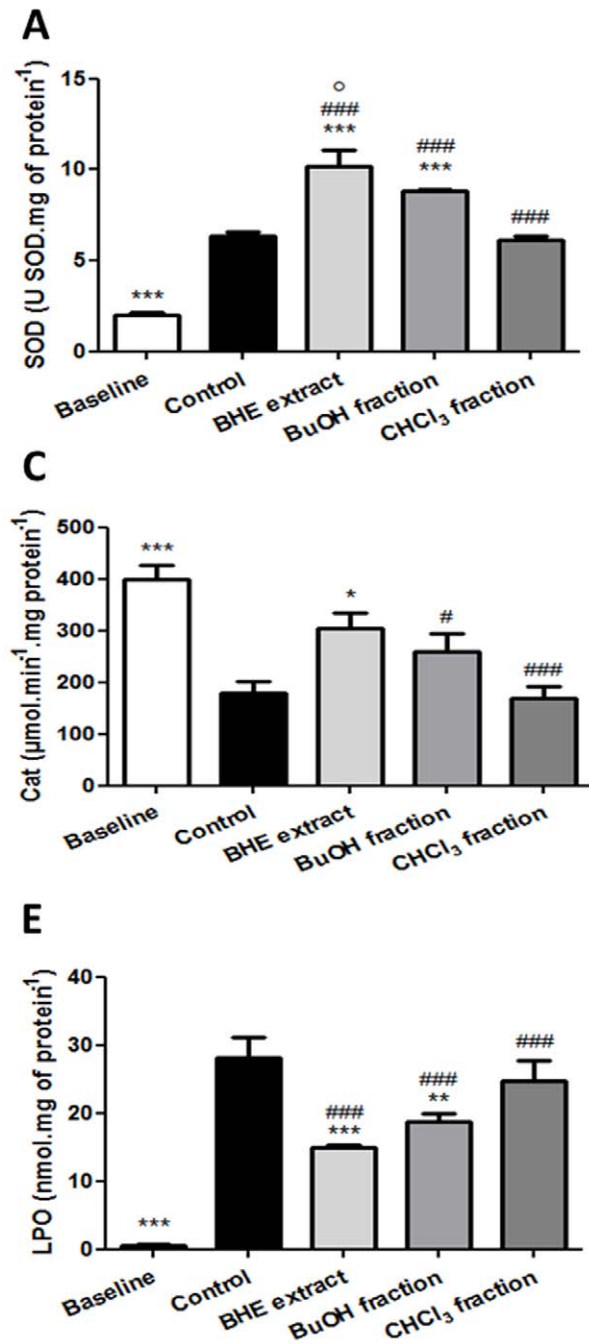 A
SOD (U SOD.mg of protein⁻¹)
15
10
5
0
***
○
###
***
###
***
###
Baseline
Control
BHE extract
BuOH fraction
CHCl₃ fraction
C
Cat (µmol.min⁻¹.mg protein⁻¹)
500
400
300
200
100
0
***
*
#
###
Baseline
Control
BHE extract
BuOH fraction
CHCl₃ fraction
E
LPO (nmol.mg of protein⁻¹)
40
30
20
10
0
***
###
***
###
**
###
Baseline
Control
BHE extract
BuOH fraction
CHCl₃ fraction